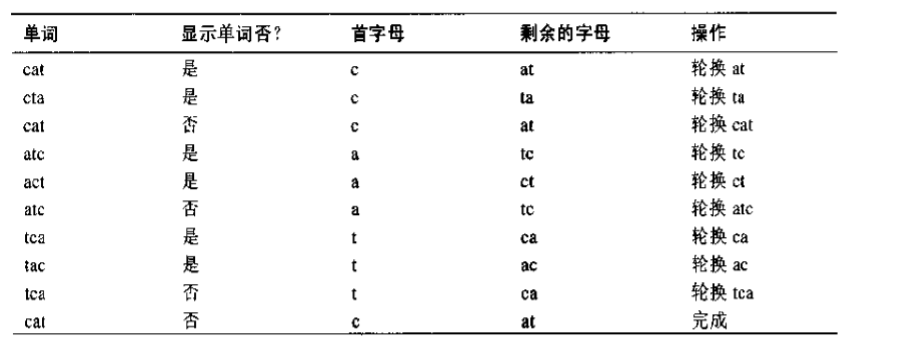 单词 显示单词否? 首字母 剩余的字母 操作
cat 是 c at 轮换 at
cta 是 c ta 轮换 ta
cat 否 c at 轮换 cat
atc 是 a tc 轮换 tc
act 是 a ct 轮换 ct
atc 否 a tc 轮换 atc
tca 是 t ca 轮换 ca
tac 是 t ac 轮换 ac
tca 否 t ca 轮换 tca
cat 否 c at 完成